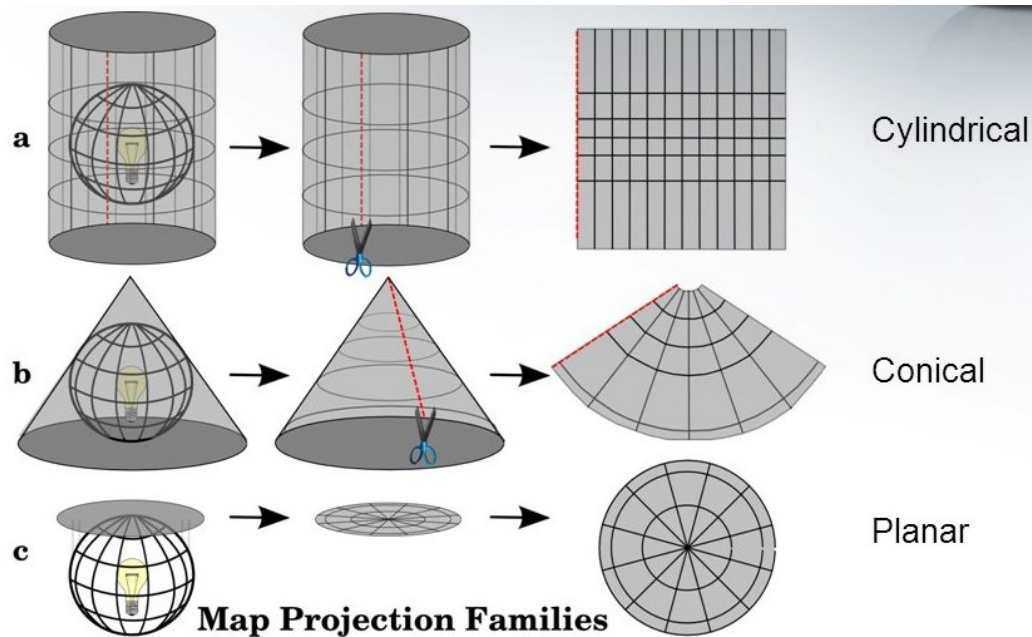 a
Cylindrical
b
Conical
c
Planar
Map Projection Families